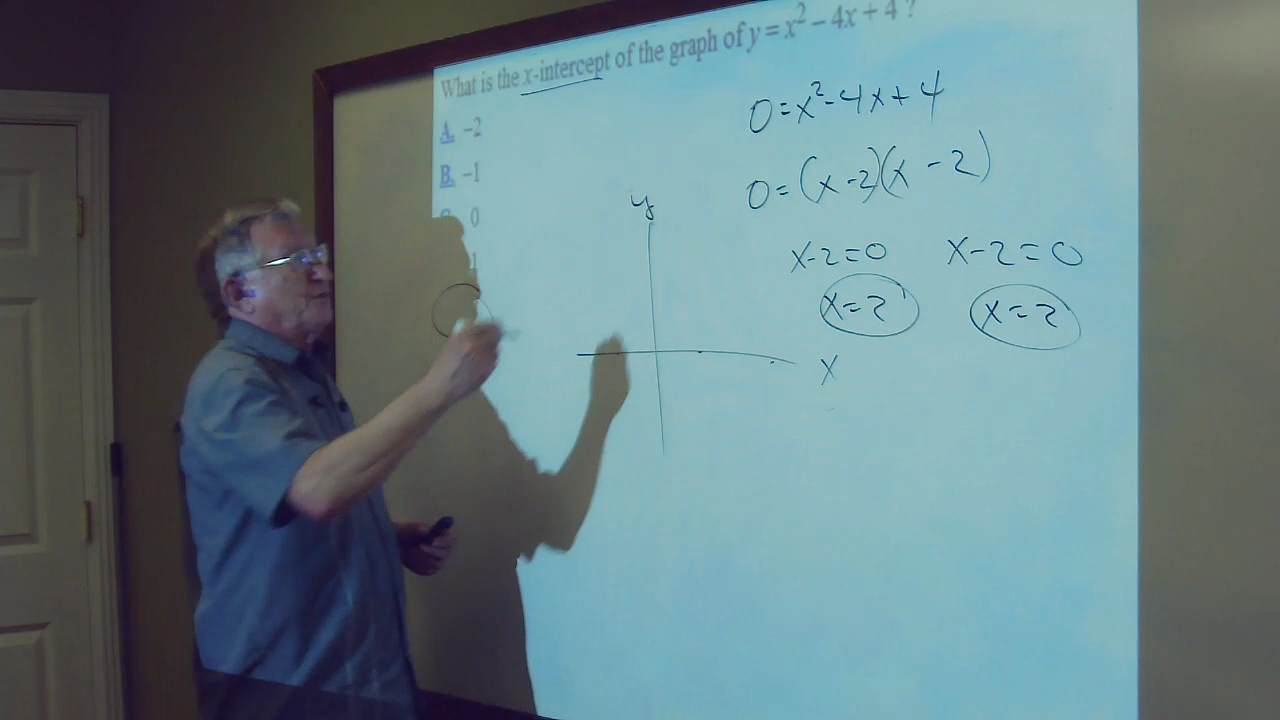 What is the x-intercept of the graph of y = x² − 4x + 4 ?
A. −2
B. −1
0
1
0 = x² - 4x + 4
0 = (x - 2)(x - 2)
x - 2 = 0 x - 2 = 0
x = 2 x = 2
y
x